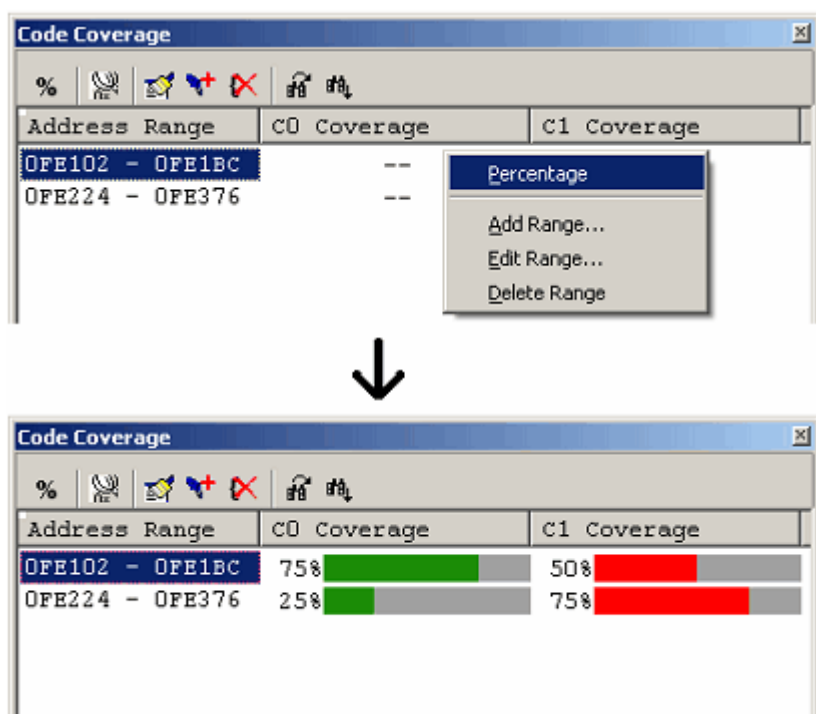 Code Coverage
%
Address Range C0 Coverage C1 Coverage
0FE102 - 0FE1BC --
0FE224 - 0FE376 --
Percentage
Add Range...
Edit Range...
Delete Range
Code Coverage
%
Address Range C0 Coverage C1 Coverage
0FE102 - 0FE1BC 75% 50%
0FE224 - 0FE376 25% 75%